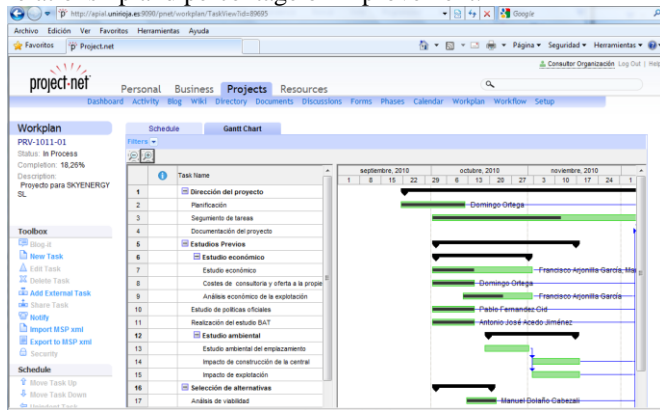 http://apial.unirioja.es:9090/pnet/workplan/TaskView?id=89695
Google
Archivo Edición Ver Favoritos Herramientas Ayuda
Favoritos Project.net
Página Seguridad Herramientas
Consultor Organización Log Out | Help
project·net
Personal Business Projects Resources
Dashboard Activity Blog Wiki Directory Documents Discussions Forms Phases Calendar Workplan Workflow Setup
Workplan
PRV-1011-01
Status: In Process
Completion: 18,26%
Description:
Proyecto para SKYENERGY
SL
Toolbox
Blog-it
New Task
Edit Task
Delete Task
Add External Task
Share Task
Notify
Import MSP xml
Export to MSP xml
Security
Schedule
Move Task Up
Move Task Down
Schedule Gantt Chart
Filters
Task Name
septiembre, 2010 octubre, 2010 noviembre, 2010
1 8 15 22 29 6 13 20 27 3 10 17 24 1
1 Dirección del proyecto
2 Planificación Domingo Ortega
3 Segumiento de tareas
4 Documentación del proyecto
5 Estudios Previos
6 Estudio económico
7 Estudio económico Francisco Arjonilla García, Ma
8 Costes de consultoria y oferta a la propie Domingo Ortega
9 Análisis económico de la explotación Francisco Arjonilla García
10 Estudio de políticas oficiales Pablo Fernandez Cid
11 Realización del estudio BAT Antonio José Acedo Jiménez
12 Estudio ambiental
13 Estudio ambiental del emplazamiento
14 Impacto de construcción de la central
15 Impacto de explotación
16 Selección de alternativas
17 Análisis de viabilidad Manuel Dolaño Cabezali